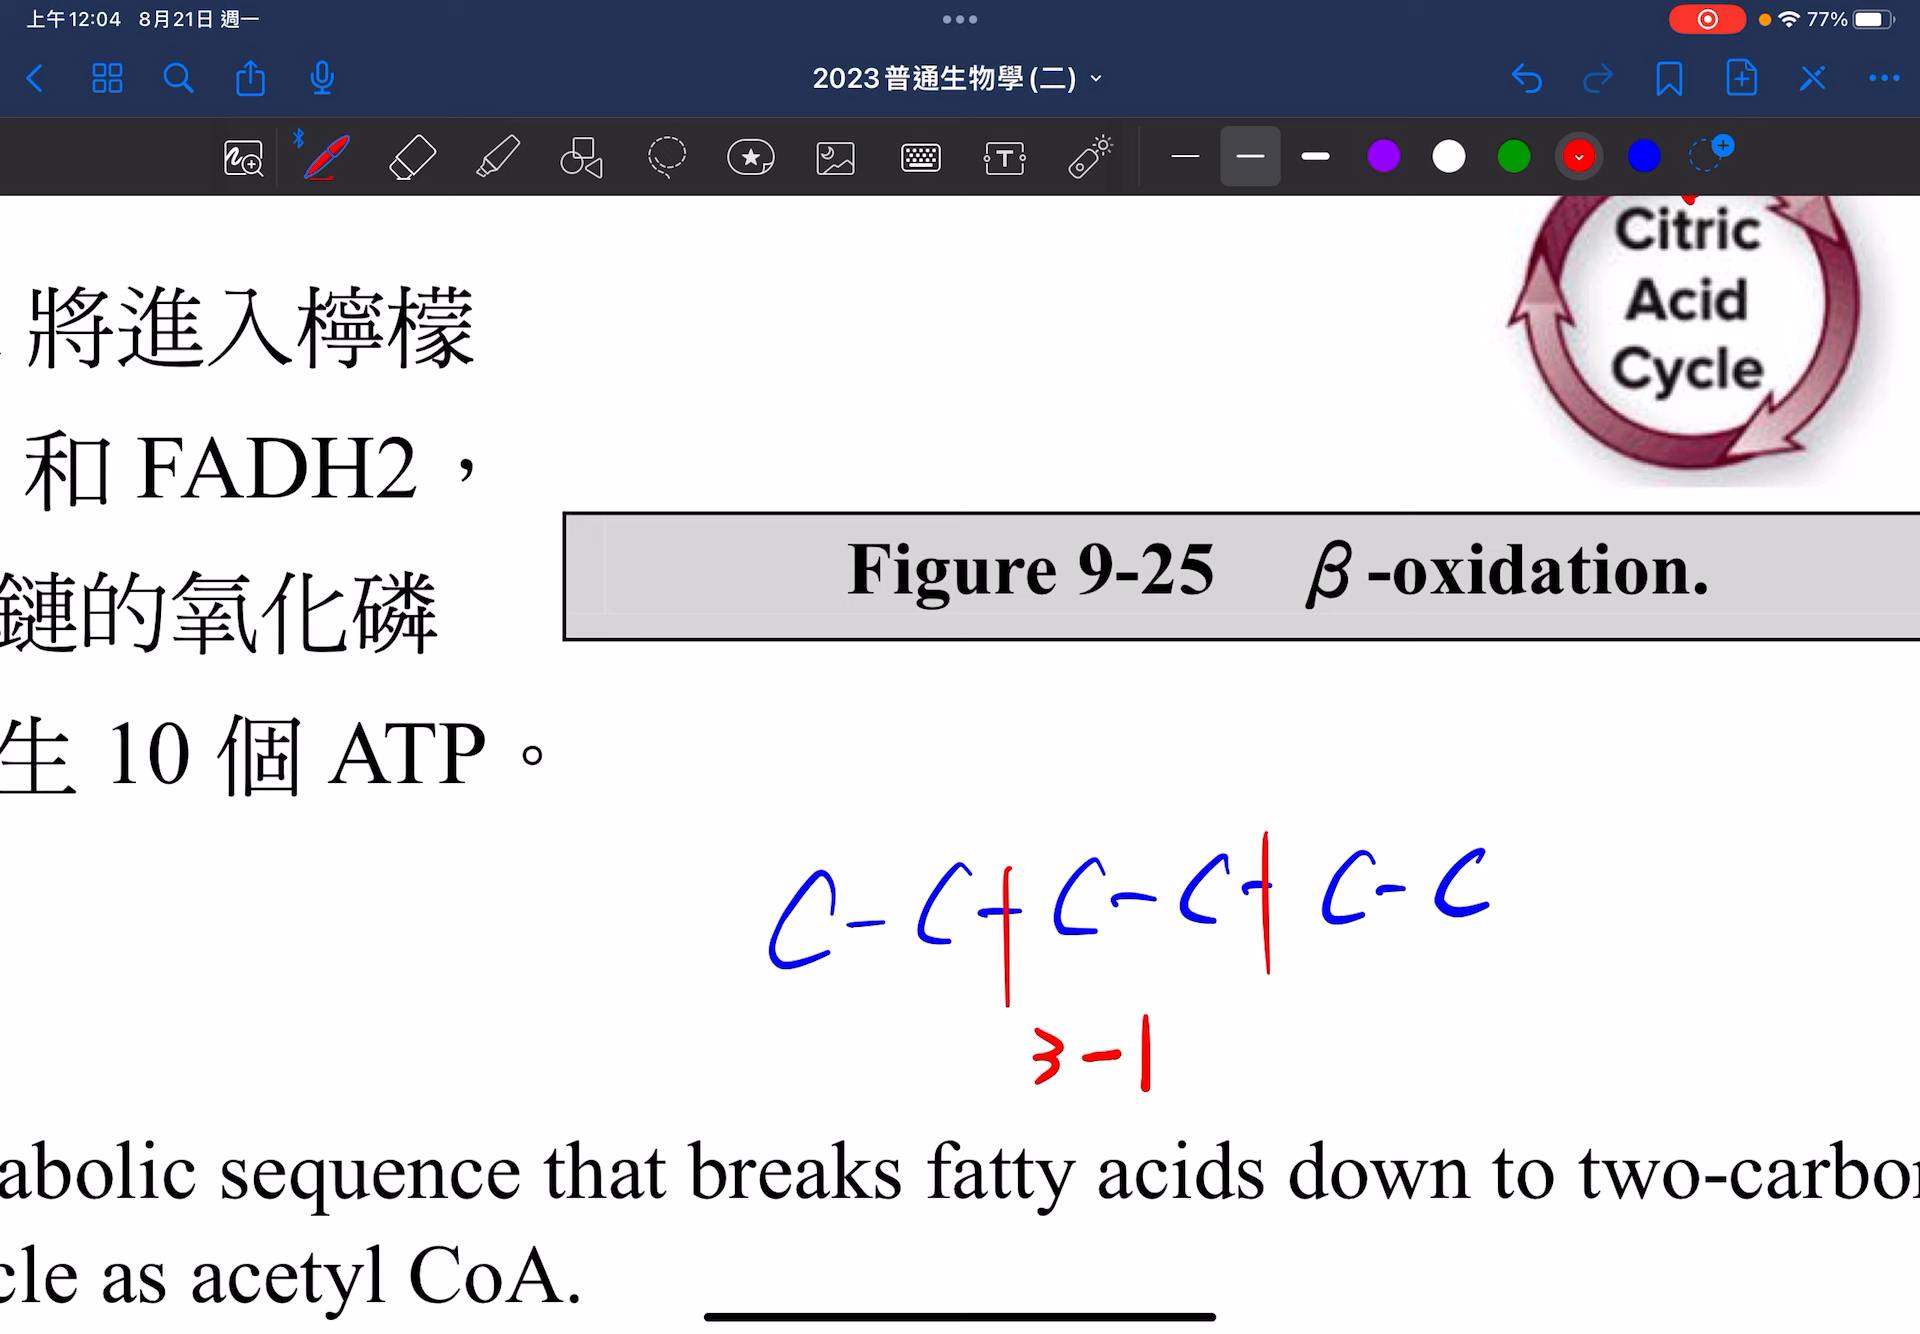 上午12:04 8月21日 週一
77%
2023普通生物學(二)
T
Citric
Acid
Cycle
將進入檸檬
和 FADH2，
鏈的氧化磷
生 10 個 ATP。
Figure 9-25 β-oxidation.
C-C-C-C-C-C
3-1
abolic sequence that breaks fatty acids down to two-carbon
cle as acetyl CoA.